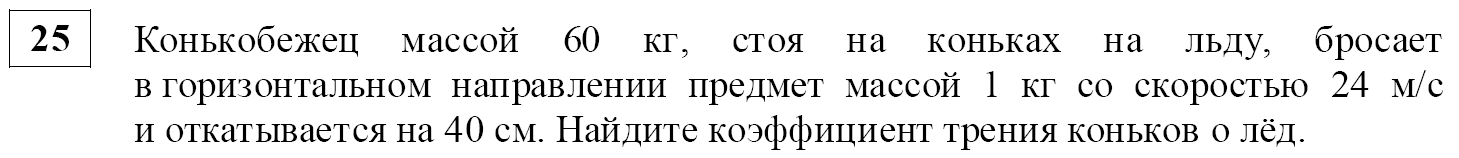 25 Конькобежец массой 60 кг, стоя на коньках на льду, бросает
в горизонтальном направлении предмет массой 1 кг со скоростью 24 м/с
и откатывается на 40 см. Найдите коэффициент трения коньков о лёд.